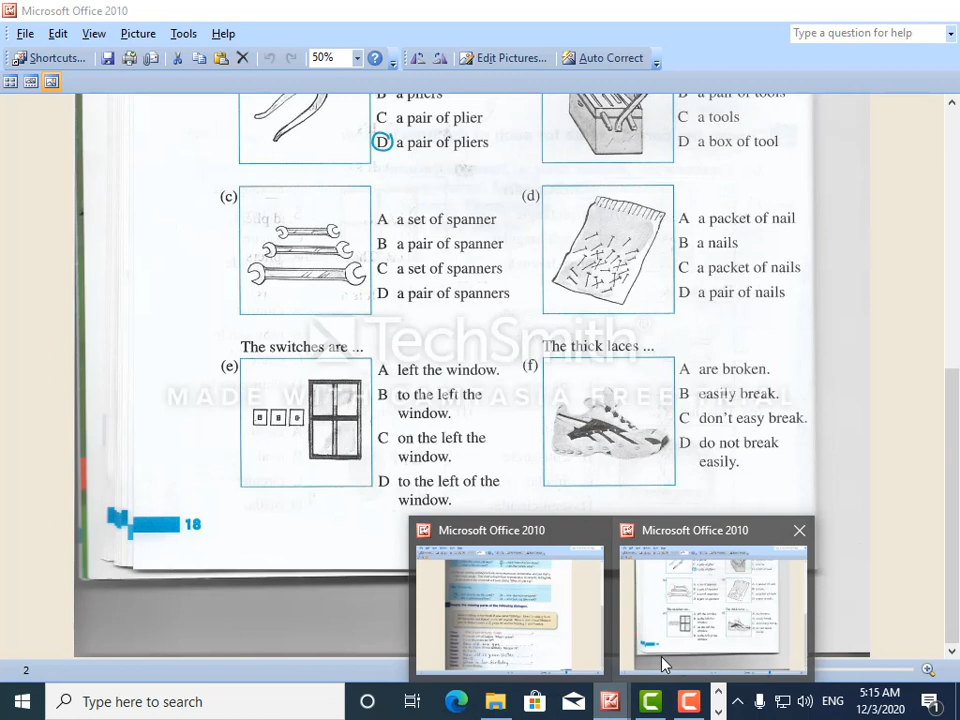 Microsoft Office 2010
File Edit View Picture Tools Help
Type a question for help
Shortcuts... 50% Edit Pictures... Auto Correct
B a pliers
C a pair of plier
D a pair of pliers
B a pair of tools
C a tools
D a box of tool
(c)
A a set of spanner
B a pair of spanner
C a set of spanners
D a pair of spanners
(d)
A a packet of nail
B a nails
C a packet of nails
D a pair of nails
TechSmith
MADE WITH CAMTASIA FREE TRIAL
The switches are ...
(e)
A left the window.
B to the left the
window.
C on the left the
window.
D to the left of the
window.
The thick laces ...
(f)
A are broken.
B easily break.
C don't easy break.
D do not break
easily.
18
Microsoft Office 2010
Microsoft Office 2010
2
Type here to search
ENG
5:15 AM
12/3/2020
1